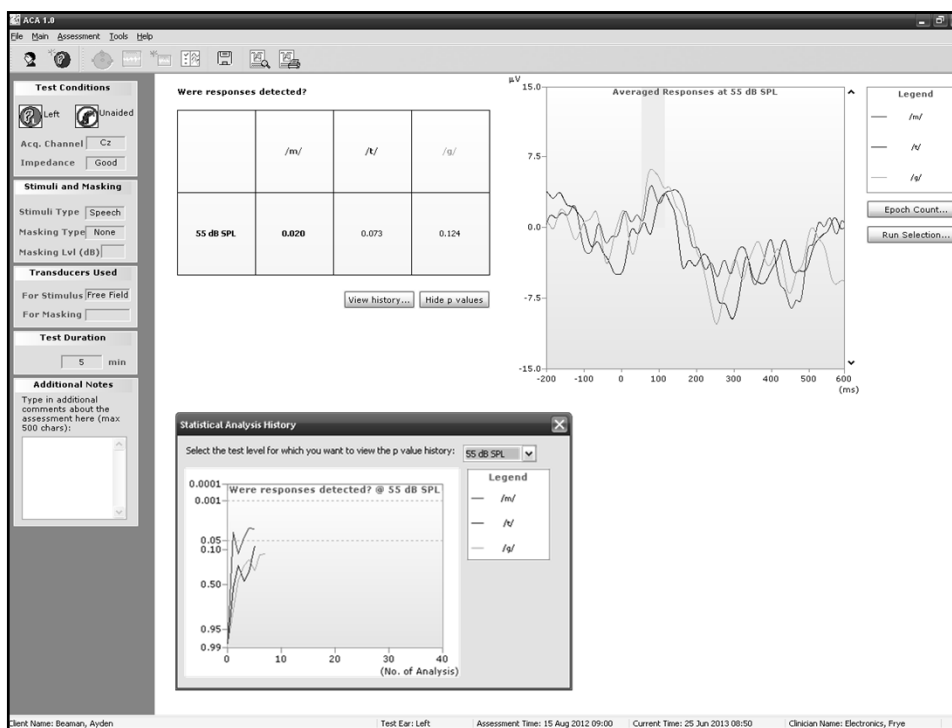 ACA 1.0
File Main Assessment Tools Help
Test Conditions
Left
Unaided
Acq. Channel Cz
Impedance Good
Stimuli and Masking
Stimuli Type Speech
Masking Type None
Masking Lvl (dB)
Transducers Used
For Stimulus Free Field
For Masking
Test Duration
5 min
Additional Notes
Type in additional
comments about the
assessment here (max
500 chars):
Were responses detected?
/m/ /t/ /g/
55 dB SPL 0.020 0.073 0.124
View history... Hide p values
µV
Averaged Responses at 55 dB SPL
15.0
7.5
0.0
-7.5
-15.0
-200 -100 0 100 200 300 400 500 600
(ms)
Legend
/m/
/t/
/g/
Epoch Count...
Run Selection...
Statistical Analysis History
Select the test level for which you want to view the p value history: 55 dB SPL
Were responses detected? @ 55 dB SPL
0.0001
0.001
0.05
0.10
0.50
0.95
0.99
0 10 20 30 40
(No. of Analysis)
Legend
/m/
/t/
/g/
Client Name: Beaman, Ayden Test Ear: Left Assessment Time: 15 Aug 2012 09:00 Current Time: 25 Jun 2013 08:50 Clinician Name: Electronics, Frye